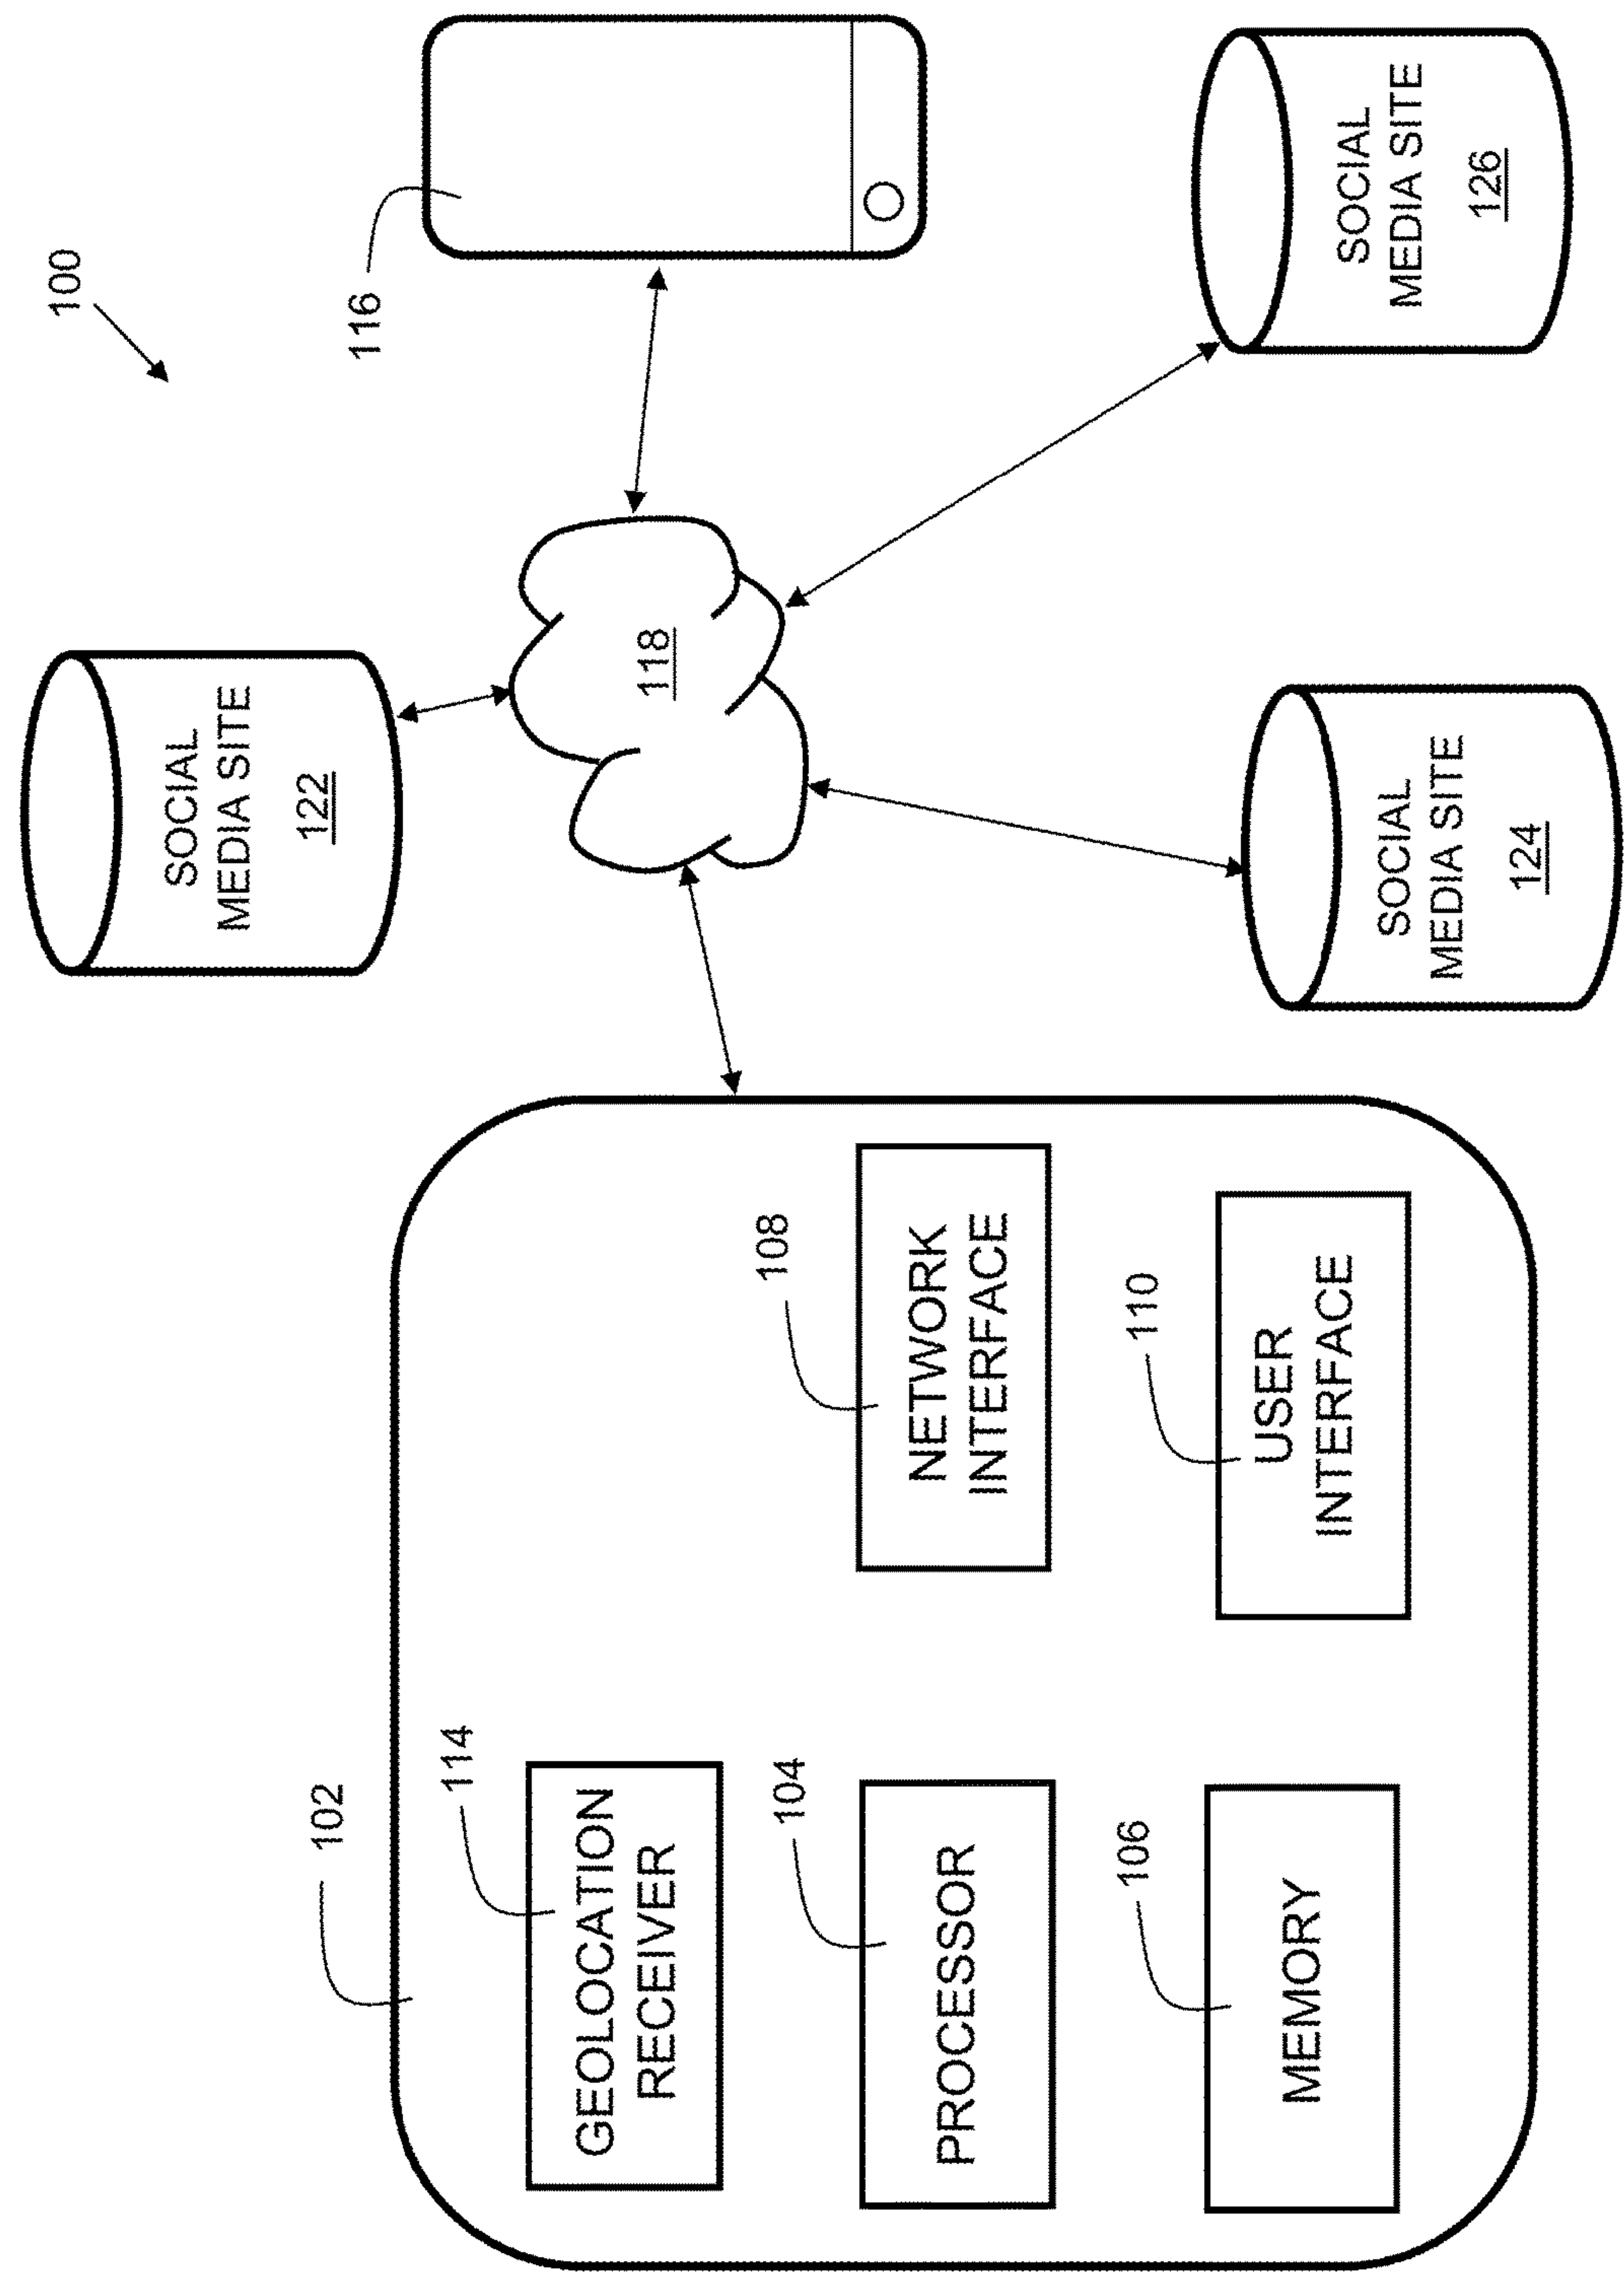 100
102
114
GEOLOCATION
RECEIVER
104
PROCESSOR
106
MEMORY
108
NETWORK
INTERFACE
110
USER
INTERFACE
SOCIAL
MEDIA SITE
122
118
116
SOCIAL
MEDIA SITE
124
SOCIAL
MEDIA SITE
126